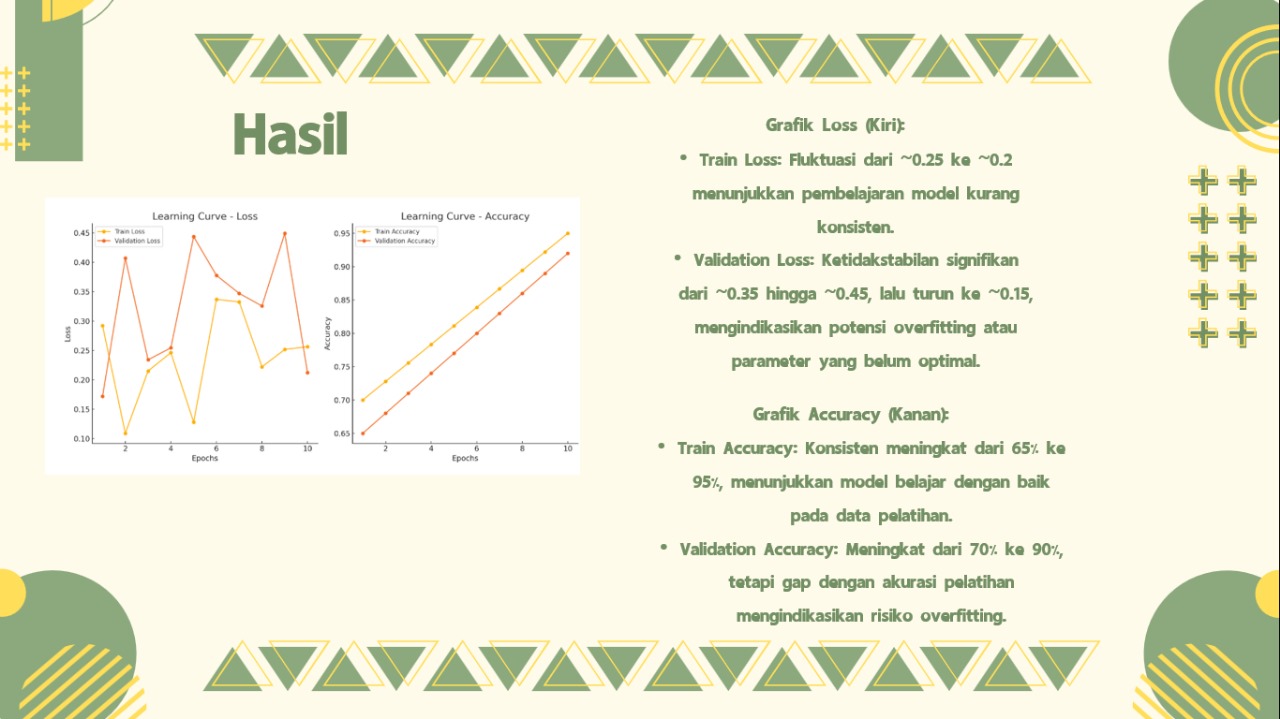 Hasil
Learning Curve - Loss
Train Loss
Validation Loss
0.45
0.40
0.35
0.30
0.25
0.20
0.15
0.10
Loss
2 4 6 8 10
Epochs
Learning Curve - Accuracy
Train Accuracy
Validation Accuracy
0.95
0.90
0.85
0.80
0.75
0.70
0.65
Accuracy
2 4 6 8 10
Epochs
Grafik Loss (Kiri):
• Train Loss: Fluktuasi dari ~0.25 ke ~0.2
menunjukkan pembelajaran model kurang
konsisten.
• Validation Loss: Ketidakstabilan signifikan
dari ~0.35 hingga ~0.45, lalu turun ke ~0.15,
mengindikasikan potensi overfitting atau
parameter yang belum optimal.
Grafik Accuracy (Kanan):
• Train Accuracy: Konsisten meningkat dari 65% ke
95%, menunjukkan model belajar dengan baik
pada data pelatihan.
• Validation Accuracy: Meningkat dari 70% ke 90%,
tetapi gap dengan akurasi pelatihan
mengindikasikan risiko overfitting.